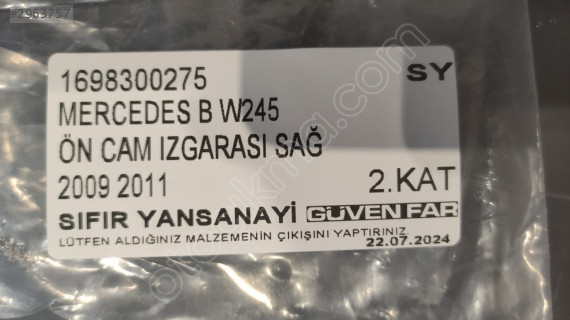 #2963757
1698300275 SY
MERCEDES B W245
ÖN CAM IZGARASI SAĞ
2009 2011 2.KAT
SIFIR YANSANAYİ GÜVEN FAR
LÜTFEN ALDIĞINIZ MALZEMENİN ÇIKIŞINI YAPTIRINIZ 22.07.2024